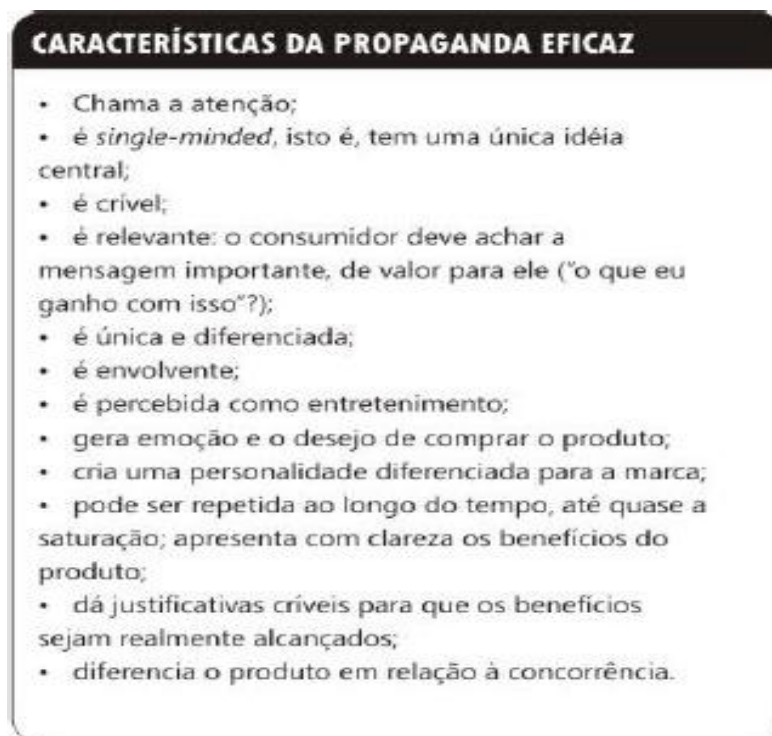 CARACTERÍSTICAS DA PROPAGANDA EFICAZ
• Chama a atenção;
• é single-minded, isto é, tem uma única idéia
central;
• é crível;
• é relevante: o consumidor deve achar a
mensagem importante, de valor para ele ("o que eu
ganho com isso"?);
• é única e diferenciada;
• é envolvente;
• é percebida como entretenimento;
• gera emoção e o desejo de comprar o produto;
• cria uma personalidade diferenciada para a marca;
• pode ser repetida ao longo do tempo, até quase a
saturação; apresenta com clareza os benefícios do
produto;
• dá justificativas críveis para que os benefícios
sejam realmente alcançados;
• diferencia o produto em relação à concorrência.